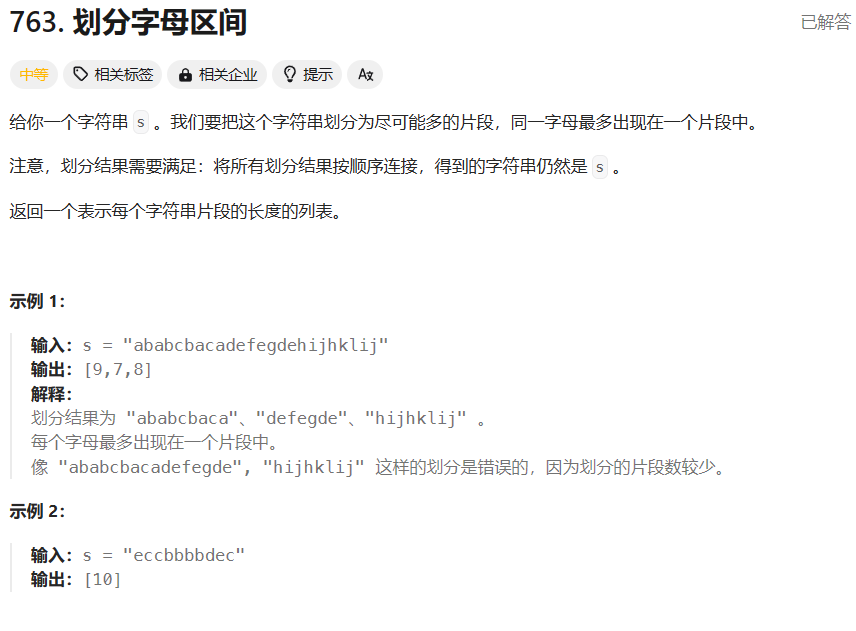 763. 划分字母区间
已解答
中等 相关标签 相关企业 提示 Aあ
给你一个字符串 s 。我们要把这个字符串划分为尽可能多的片段，同一字母最多出现在一个片段中。
注意，划分结果需要满足：将所有划分结果按顺序连接，得到的字符串仍然是 s 。
返回一个表示每个字符串片段的长度的列表。
示例 1：
输入：s = "ababcbacadefegdehijhklij"
输出：[9,7,8]
解释：
划分结果为 "ababcbaca"、"defegde"、"hijhklij" 。
每个字母最多出现在一个片段中。
像 "ababcbacadefegde", "hijhklij" 这样的划分是错误的，因为划分的片段数较少。
示例 2：
输入：s = "eccbbbbdec"
输出：[10]